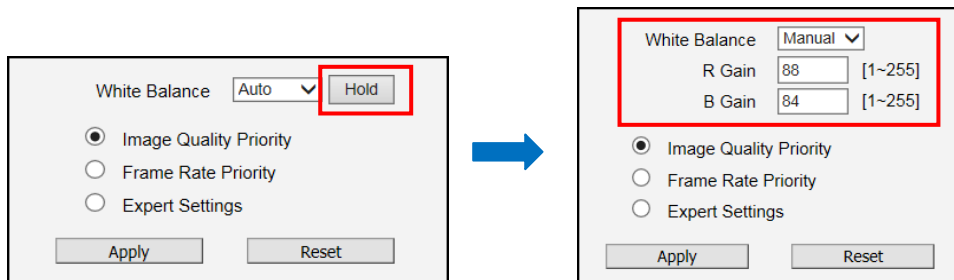 White Balance Auto Hold
Image Quality Priority
Frame Rate Priority
Expert Settings
Apply Reset
White Balance Manual
R Gain 88 [1~255]
B Gain 84 [1~255]
Image Quality Priority
Frame Rate Priority
Expert Settings
Apply Reset